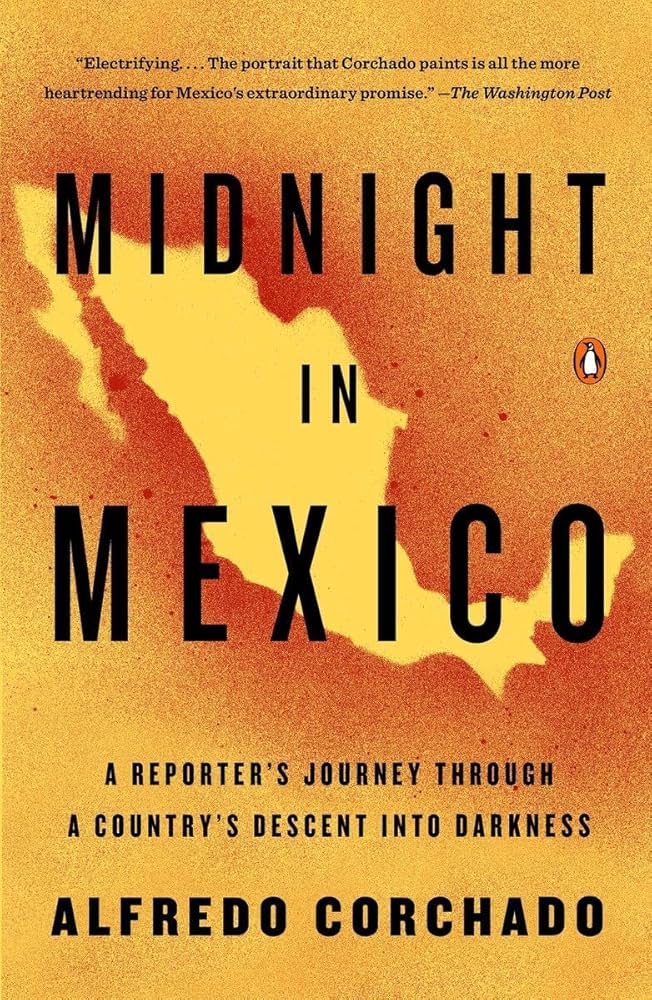 “Electrifying. . . . The portrait that Corchado paints is all the more
heartrending for Mexico’s extraordinary promise.” —The Washington Post
MIDNIGHT
IN
MEXICO
A REPORTER’S JOURNEY THROUGH
A COUNTRY’S DESCENT INTO DARKNESS
ALFREDO CORCHADO